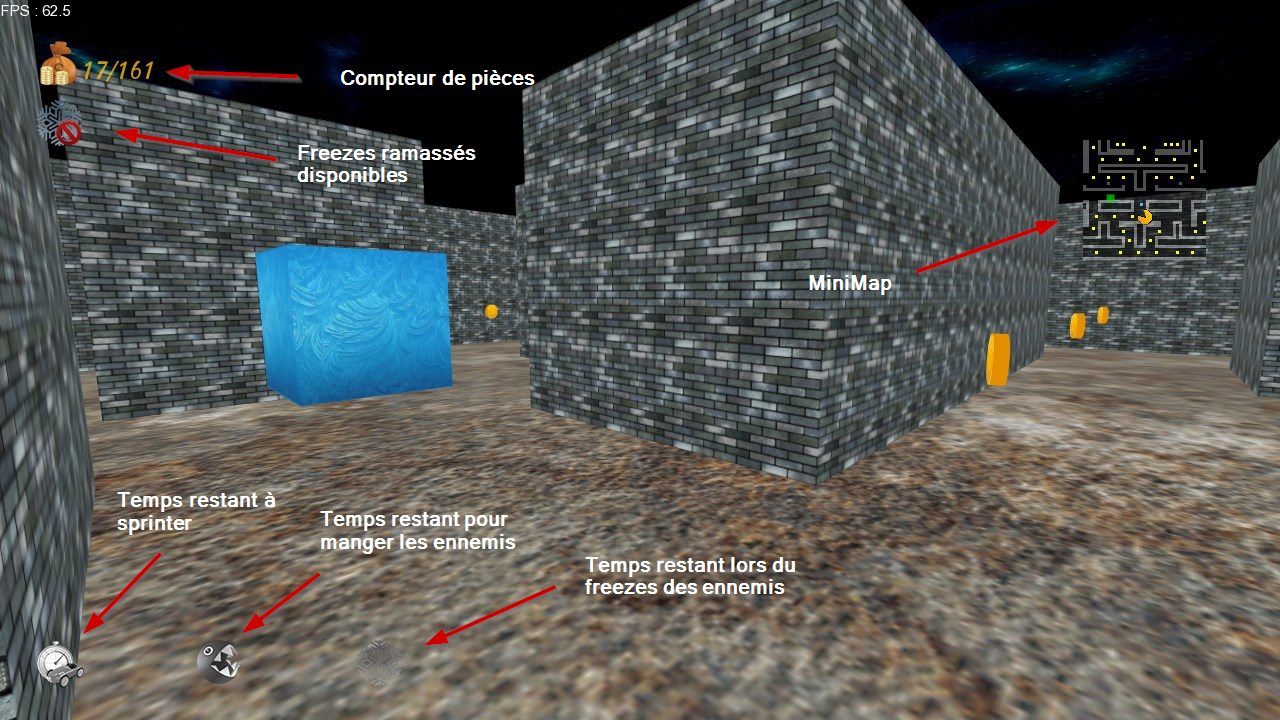 FPS : 62.5
17/161
Compteur de pièces
Freezes ramassés
disponibles
MiniMap
Temps restant à
sprinter
Temps restant pour
manger les ennemis
Temps restant lors du
freezes des ennemis